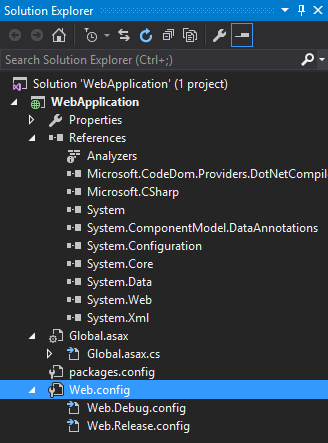 Solution Explorer
Search Solution Explorer (Ctrl+;)
Solution 'WebApplication' (1 project)
WebApplication
Properties
References
Analyzers
Microsoft.CodeDom.Providers.DotNetCompile
Microsoft.CSharp
System
System.ComponentModel.DataAnnotations
System.Configuration
System.Core
System.Data
System.Web
System.Xml
Global.asax
Global.asax.cs
packages.config
Web.config
Web.Debug.config
Web.Release.config